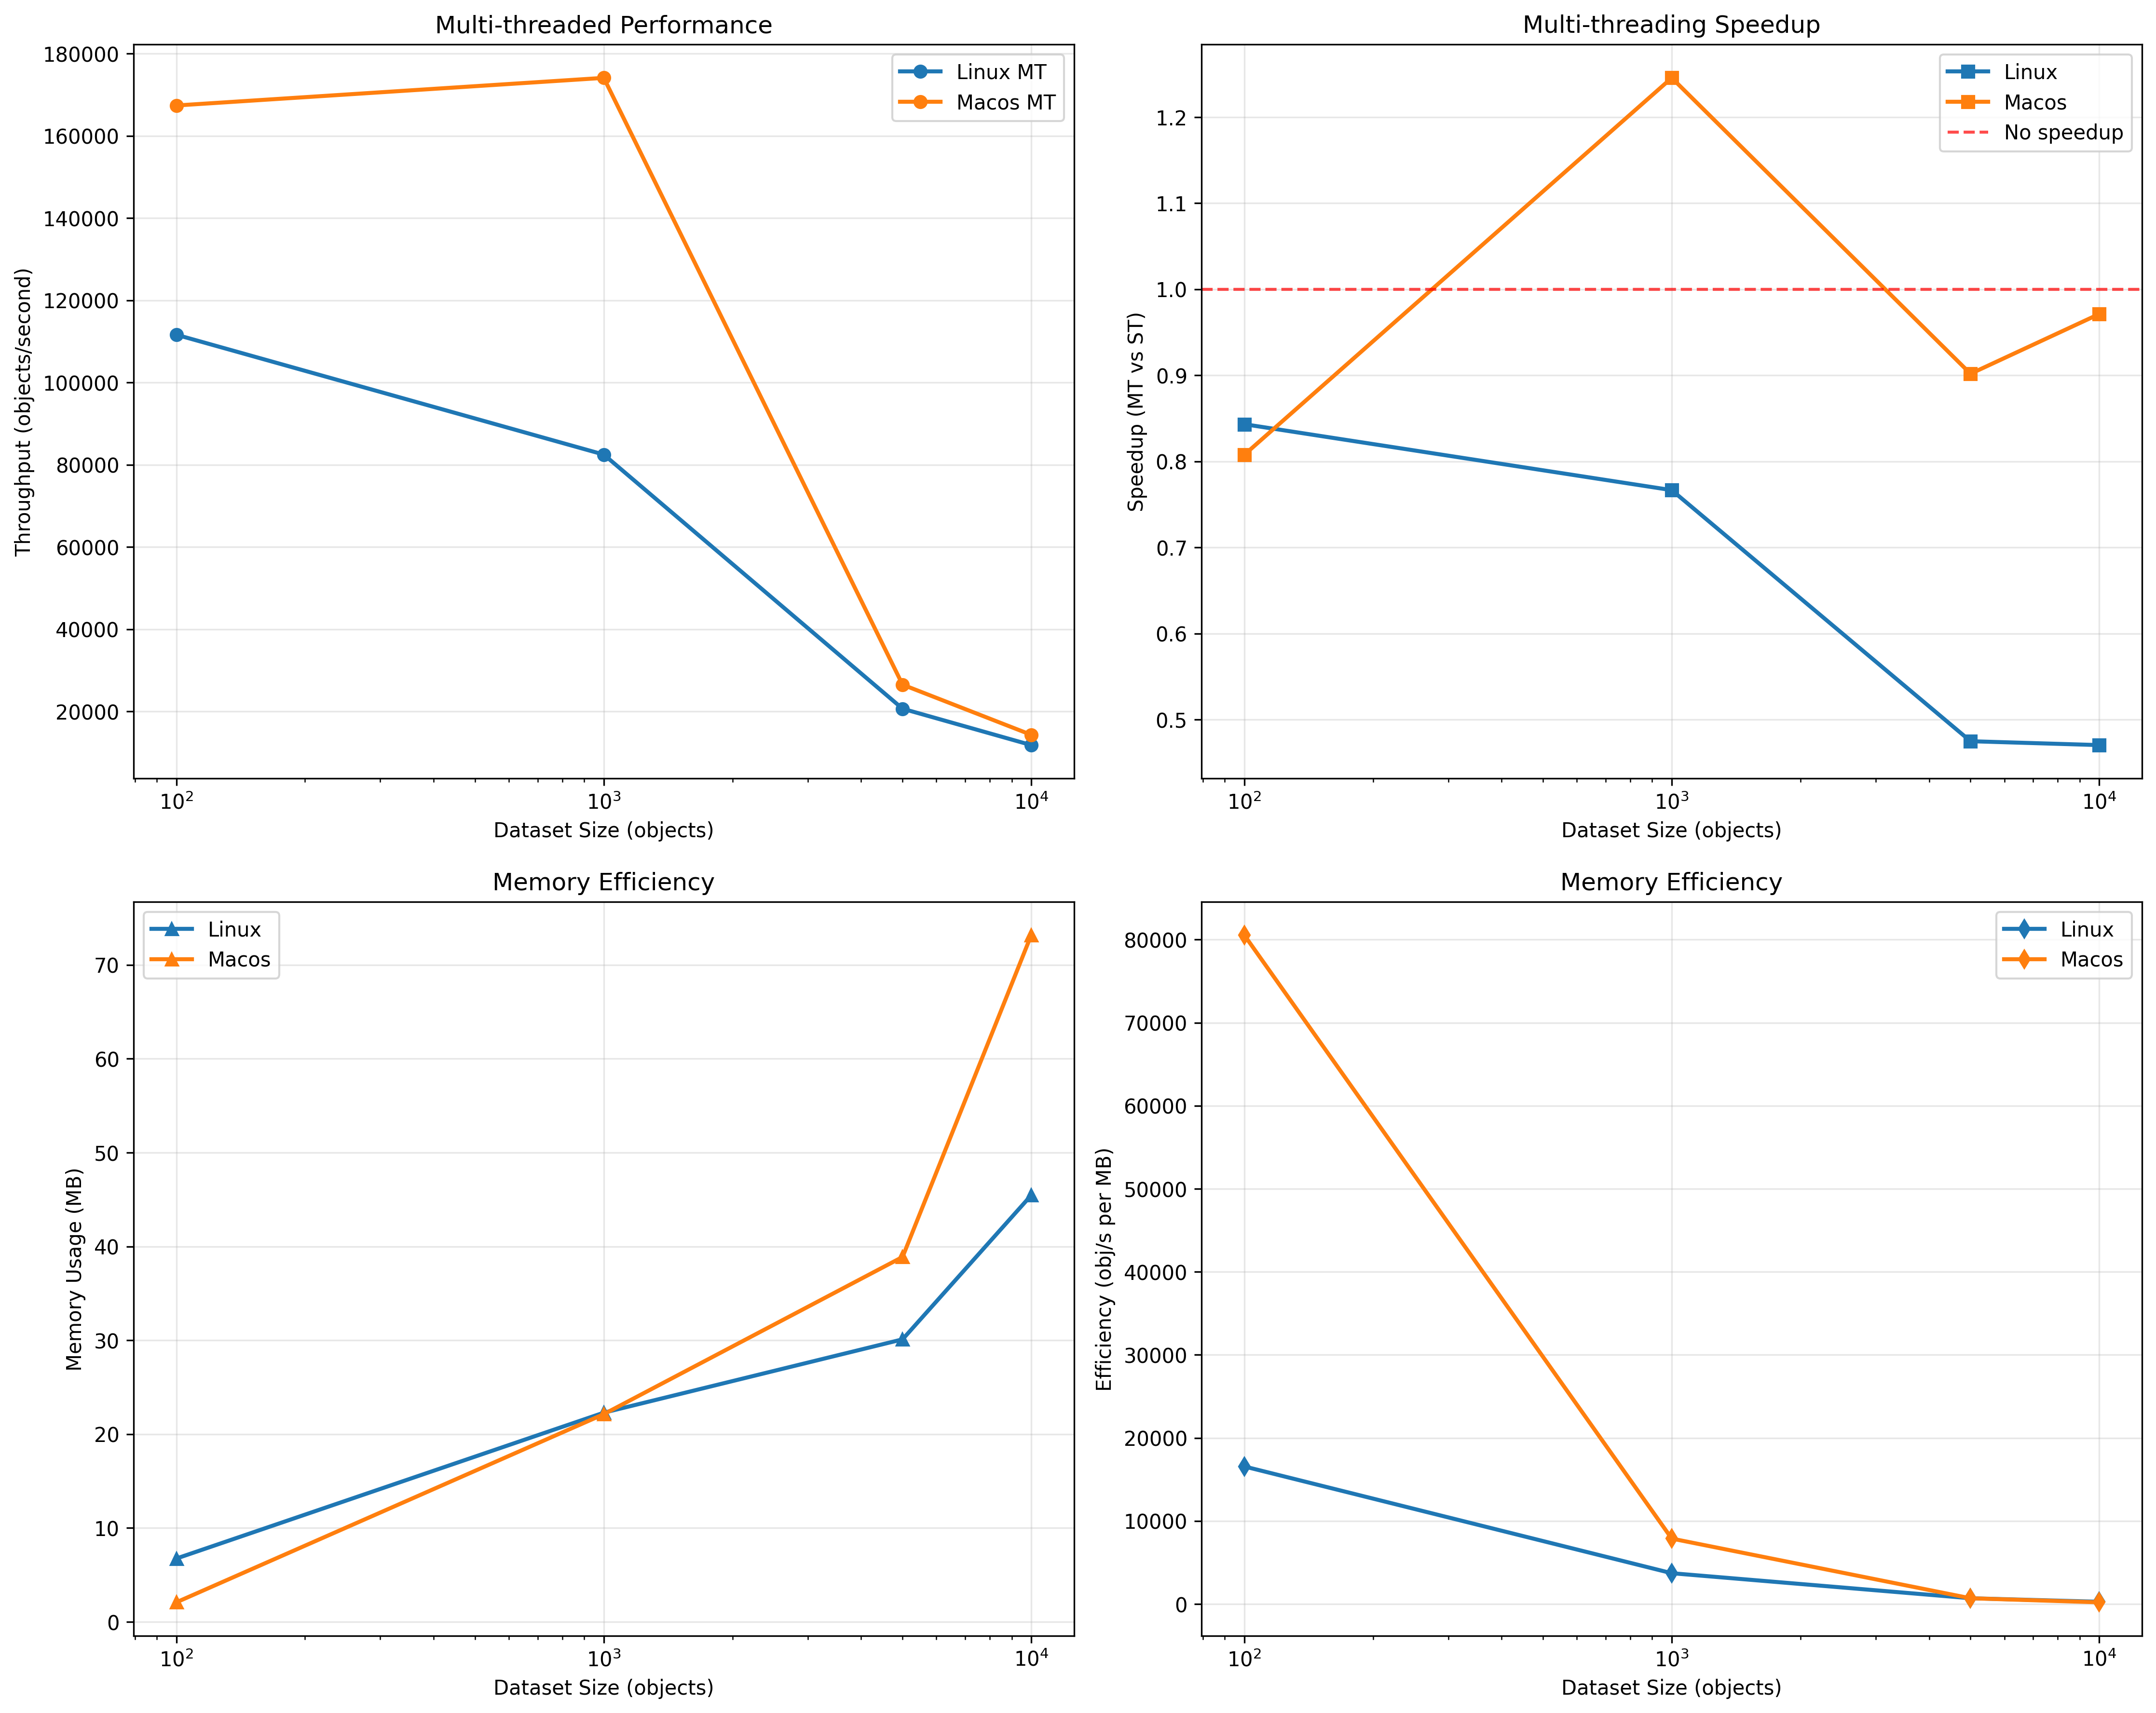 Multi-threaded Performance
180000
160000
140000
120000
100000
80000
60000
40000
20000
Throughput (objects/second)
Linux MT
Macos MT
10²
10³
10⁴
Dataset Size (objects)
Multi-threading Speedup
1.2
1.1
1.0
0.9
0.8
0.7
0.6
0.5
Speedup (MT vs ST)
Linux
Macos
No speedup
10²
10³
10⁴
Dataset Size (objects)
Memory Efficiency
70
60
50
40
30
20
10
0
Memory Usage (MB)
Linux
Macos
10²
10³
10⁴
Dataset Size (objects)
Memory Efficiency
80000
70000
60000
50000
40000
30000
20000
10000
0
Efficiency (obj/s per MB)
Linux
Macos
10²
10³
10⁴
Dataset Size (objects)